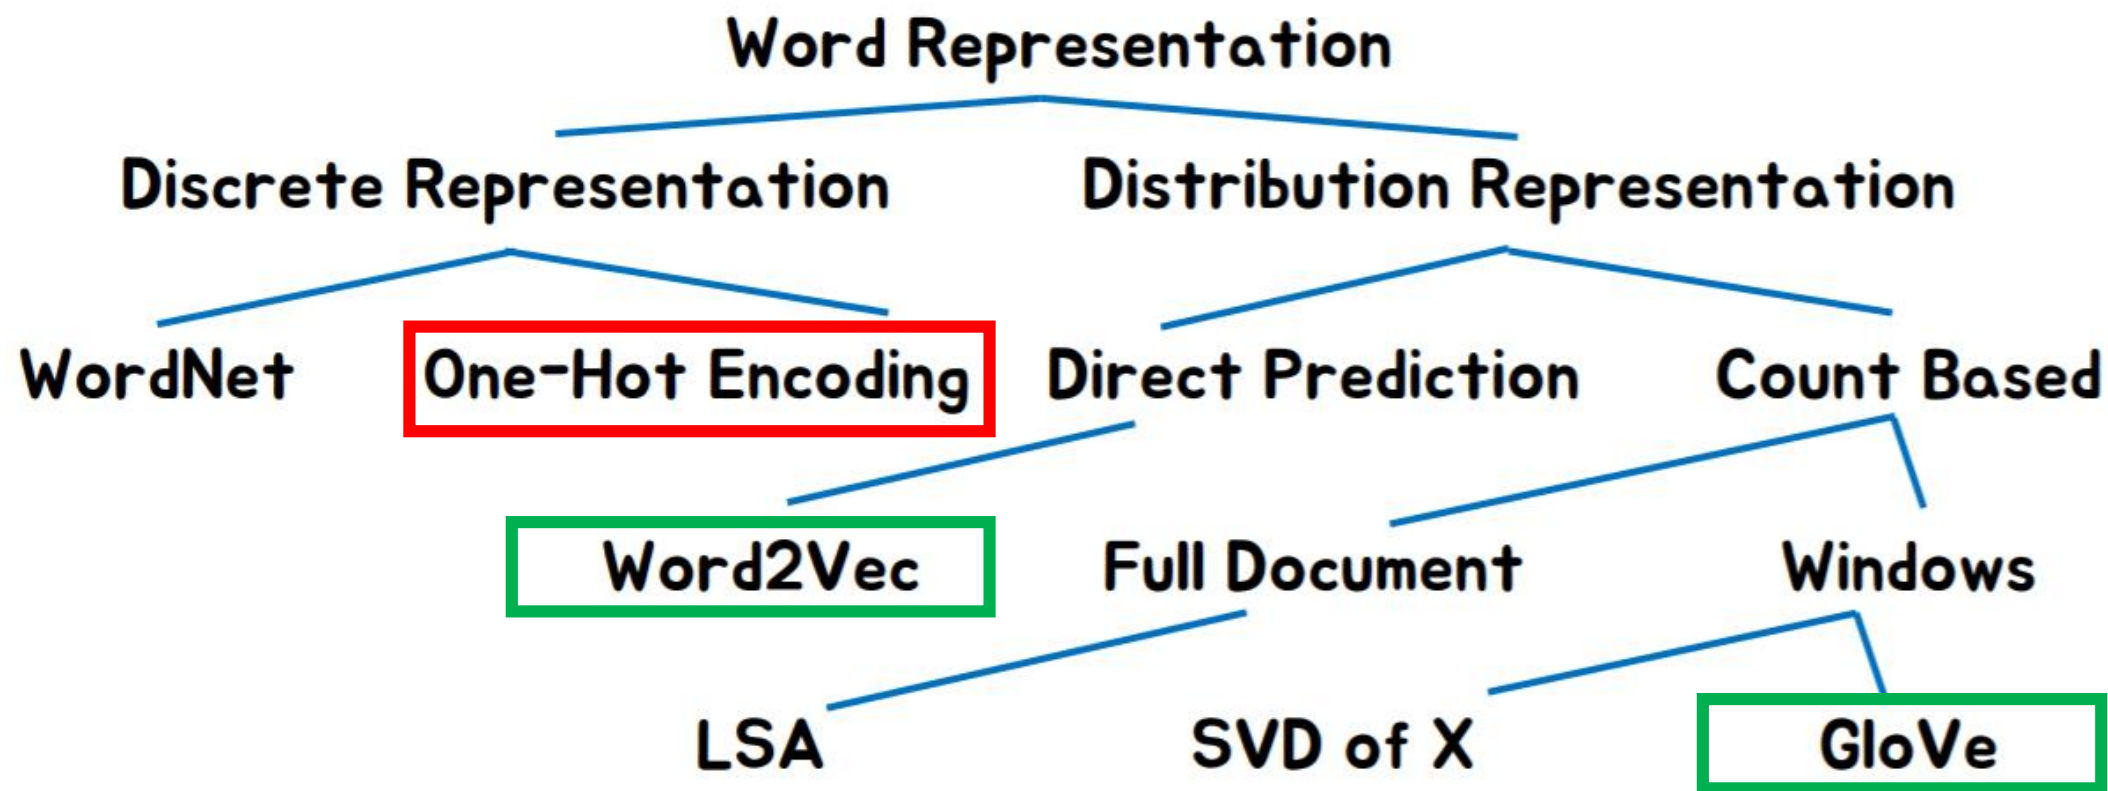 Word Representation
Discrete Representation
Distribution Representation
WordNet
One-Hot Encoding
Direct Prediction
Count Based
Word2Vec
Full Document
Windows
LSA
SVD of X
GloVe